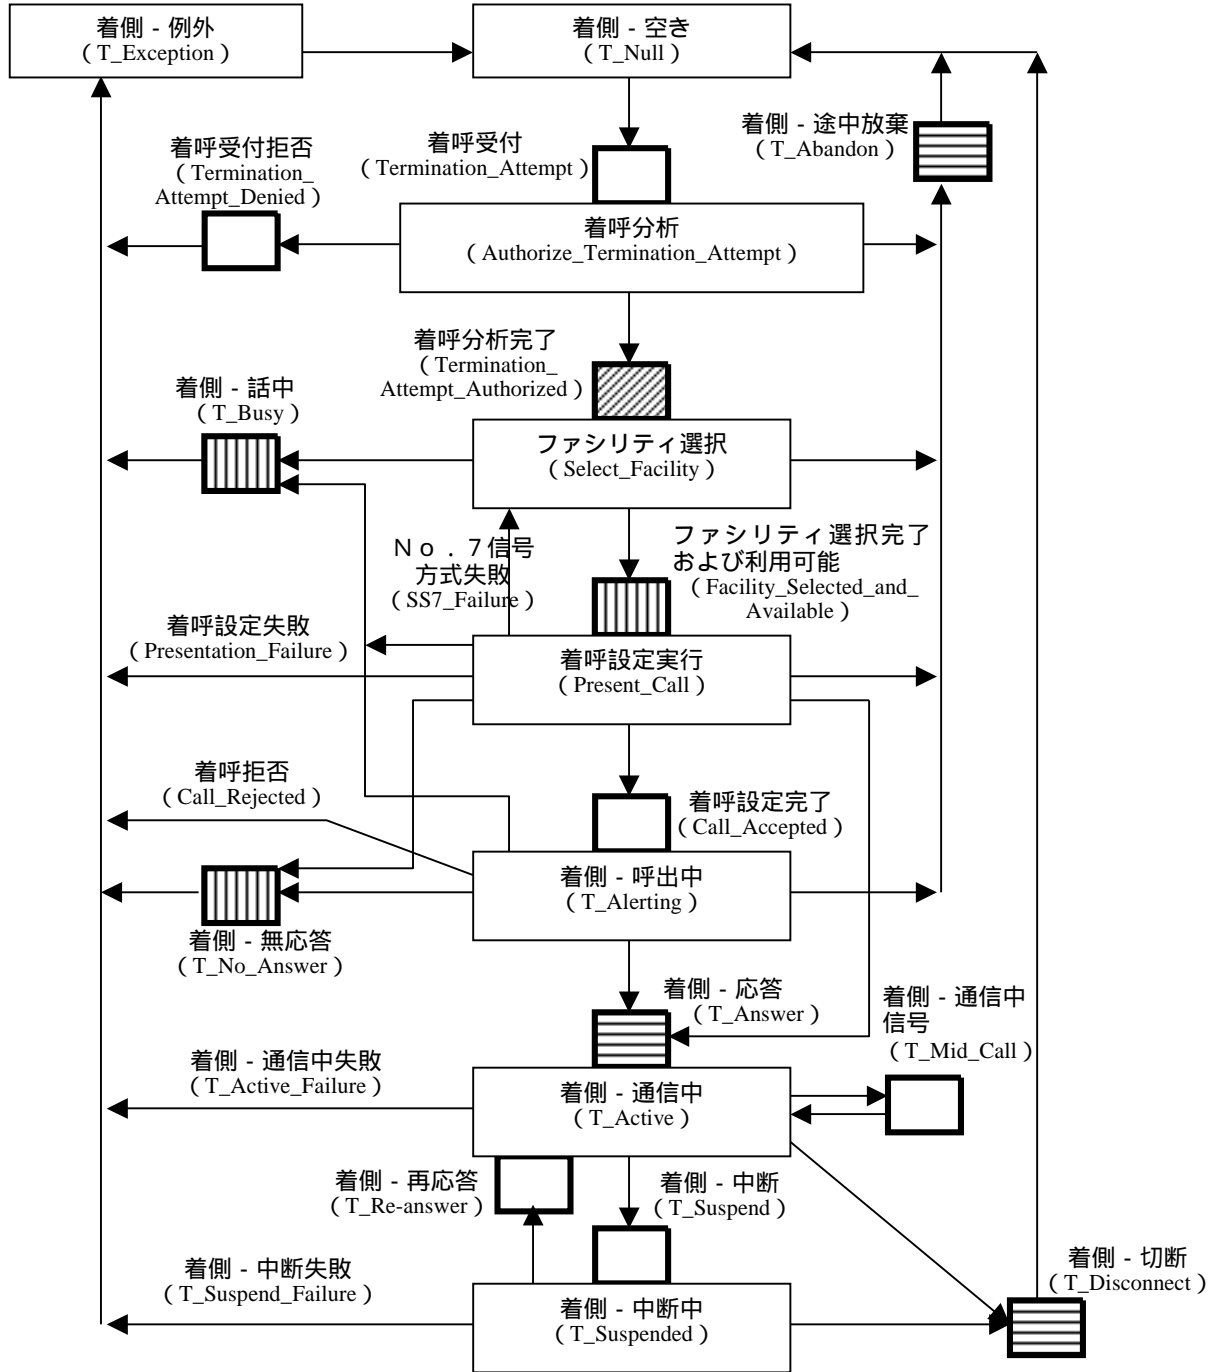 着側 - 例外
( T_Exception )
着側 - 空き
( T_Null )
着側 - 途中放棄
( T_Abandon )
着呼受付
( Termination_Attempt )
着呼受付拒否
( Termination_
Attempt_Denied )
着呼分析
( Authorize_Termination_Attempt )
着呼分析完了
( Termination_
Attempt_Authorized )
着側 - 話中
( T_Busy )
ファシリティ選択
( Select_Facility )
No.7信号
方式失敗
( SS7_Failure )
ファシリティ選択完了
および利用可能
( Facility_Selected_and_
Available )
着呼設定失敗
( Presentation_Failure )
着呼設定実行
( Present_Call )
着呼拒否
( Call_Rejected )
着呼設定完了
( Call_Accepted )
着側 - 呼出中
( T_Alerting )
着側 - 無応答
( T_No_Answer )
着側 - 応答
( T_Answer )
着側 - 通信中
信号
( T_Mid_Call )
着側 - 通信中失敗
( T_Active_Failure )
着側 - 通信中
( T_Active )
着側 - 再応答
( T_Re-answer )
着側 - 中断
( T_Suspend )
着側 - 中断失敗
( T_Suspend_Failure )
着側 - 中断中
( T_Suspended )
着側 - 切断
( T_Disconnect )